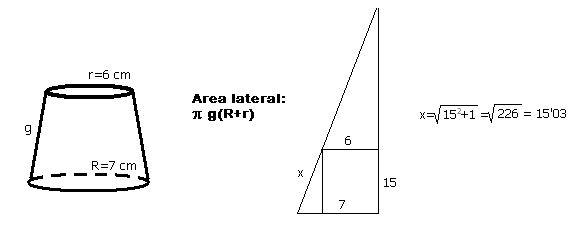 r=6 cm
g
R=7 cm
Area lateral:
π g(R+r)
6
x
15
7
x=√15²+1 =√226 = 15'03